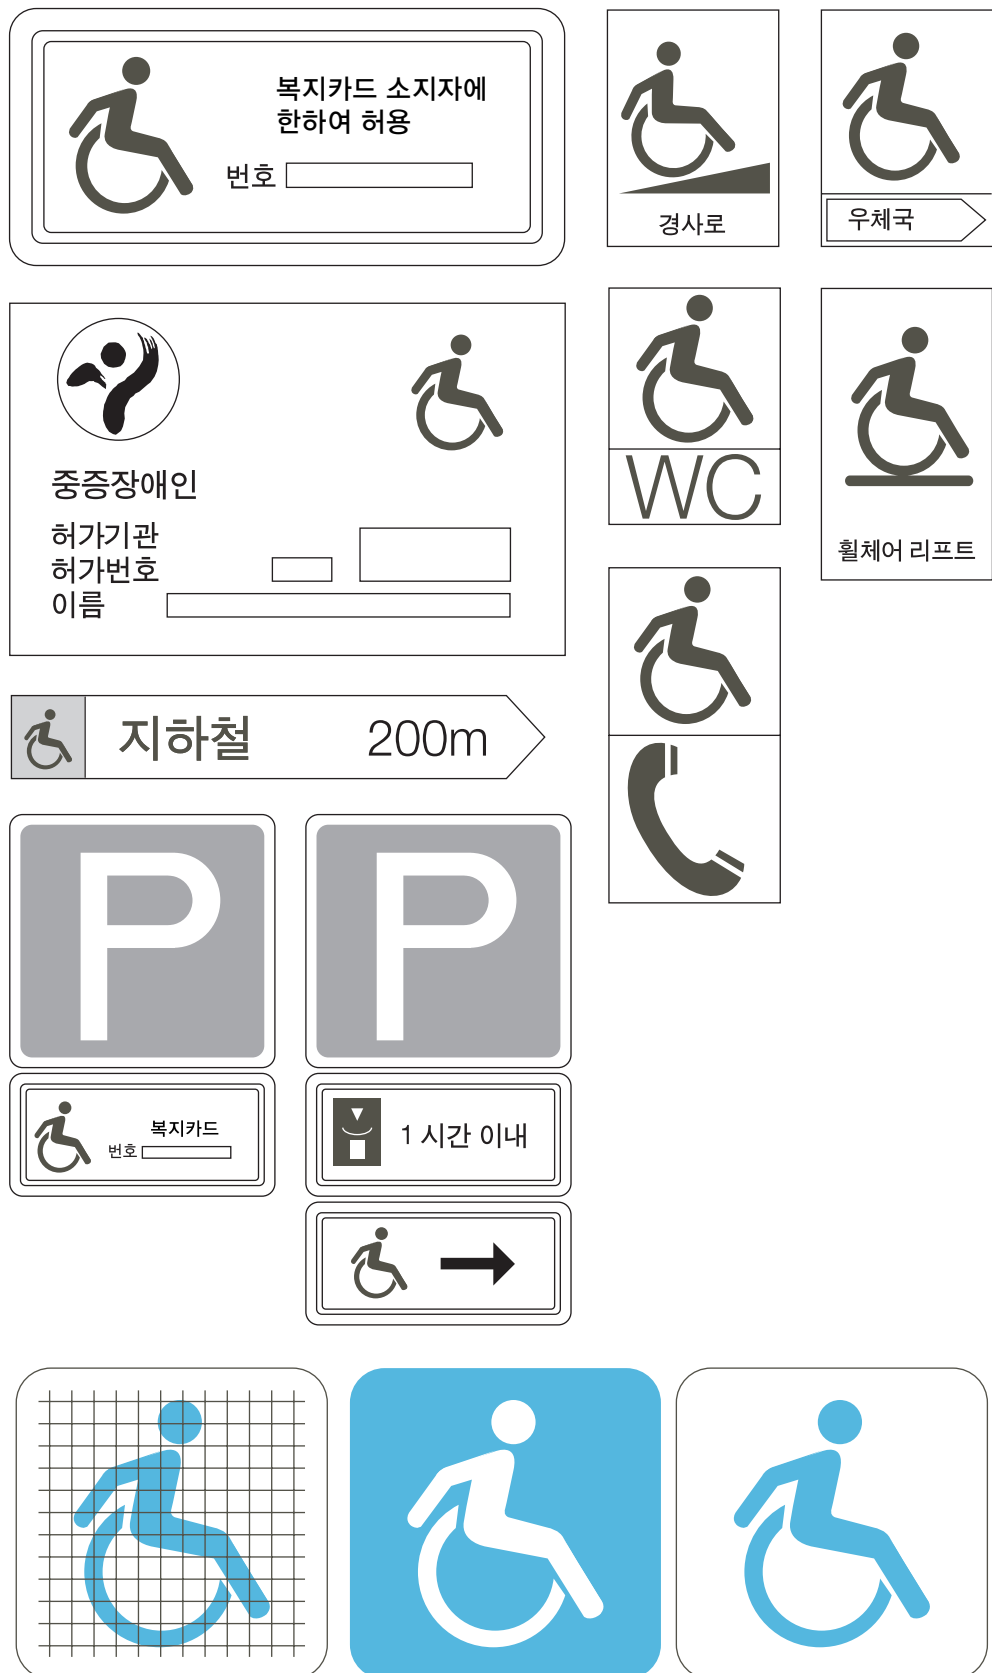 복지카드 소지자에
한하여 허용
번호
경사로
우체국
중증장애인
허가기관
허가번호
이름
WC
휠체어 리프트
지하철 200m
P
P
복지카드
번호
1 시간 이내